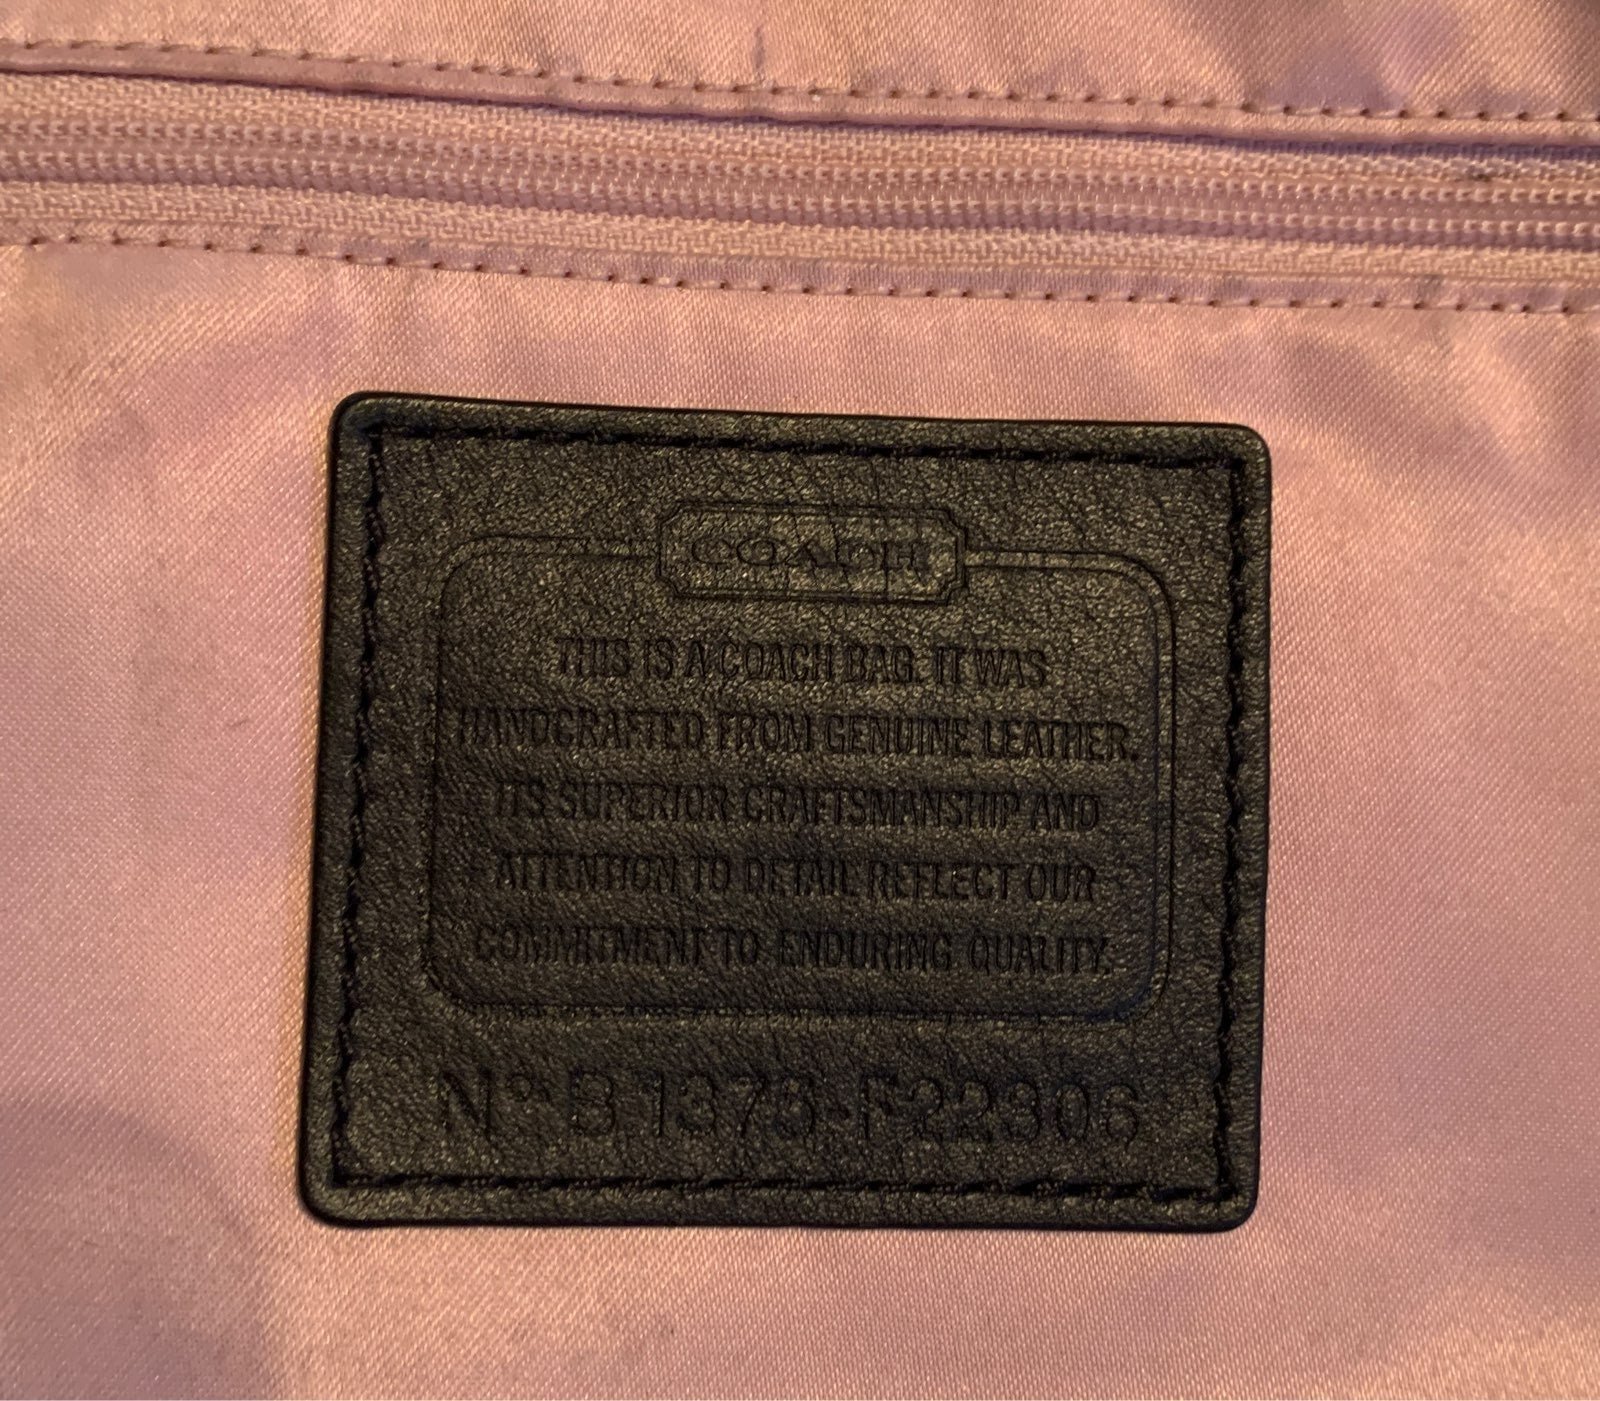 COACH
THIS IS A COACH BAG. IT WAS
HANDCRAFTED FROM GENUINE LEATHER.
ITS SUPERIOR CRAFTSMANSHIP AND
ATTENTION TO DETAIL REFLECT OUR
COMMITMENT TO ENDURING QUALITY.
Nº B1373-F22306